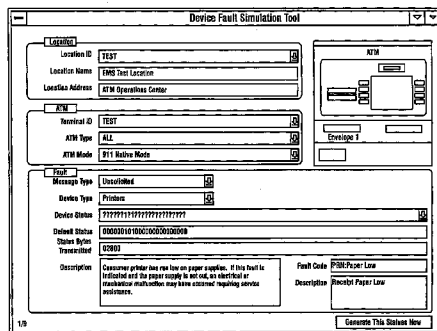 Device Fault Simulation Tool
Location
Location ID TEST
Location Name EMS Test Location
Location Address ATM Operations Center
ATM
ATM
Terminal ID TEST
ATM Type ALL
ATM Mode 911 Native Mode
Envelope 1
Fault
Message Type Unsolicited
Device Type Printers
Device Status
Default Status
Status Bytes
Transmitted 02800
Description Consumer printer has run low on paper supplies. If this fault is
indicated and the paper supply is not out, an electrical or
mechanical malfunction may have occurred requiring service
assistance.
Fault Code PRN:Paper Low
Description Receipt Paper Low
1/9
Generate This Status Now